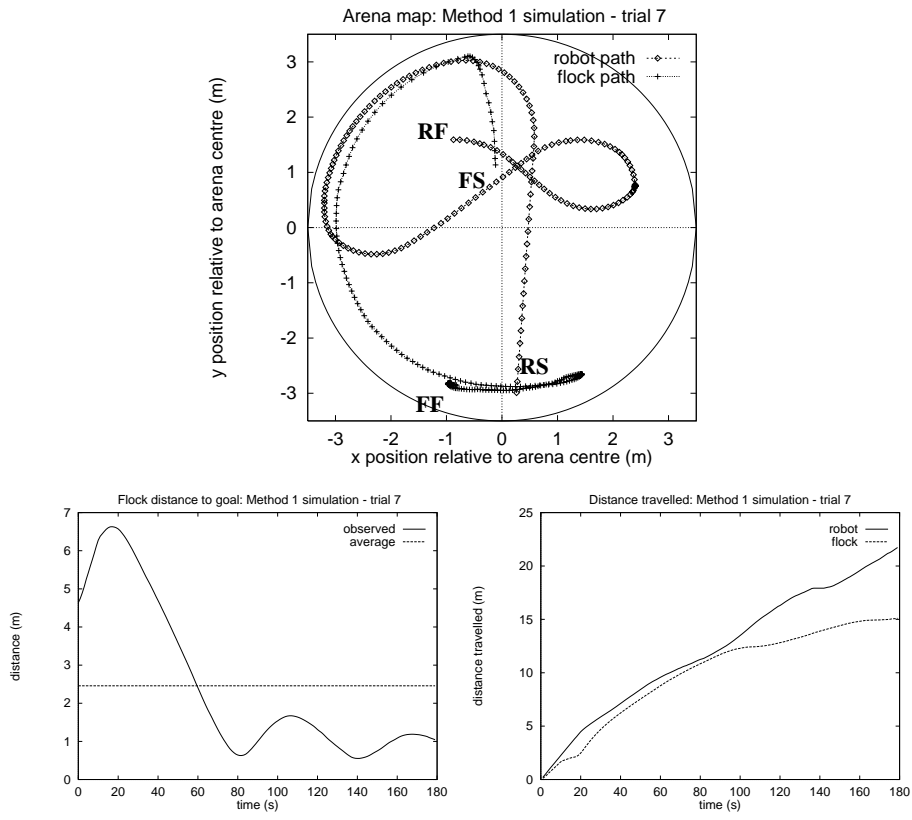 Arena map: Method 1 simulation - trial 7
robot path
flock path
y position relative to arena centre (m)
3
2
1
0
-1
-2
-3
RF
FS
RS
FF
-3 -2 -1 0 1 2 3
x position relative to arena centre (m)
Flock distance to goal: Method 1 simulation - trial 7
observed
average
distance (m)
7
6
5
4
3
2
1
0
0 20 40 60 80 100 120 140 160 180
time (s)
Distance travelled: Method 1 simulation - trial 7
robot
flock
distance travelled (m)
25
20
15
10
5
0
0 20 40 60 80 100 120 140 160 180
time (s)